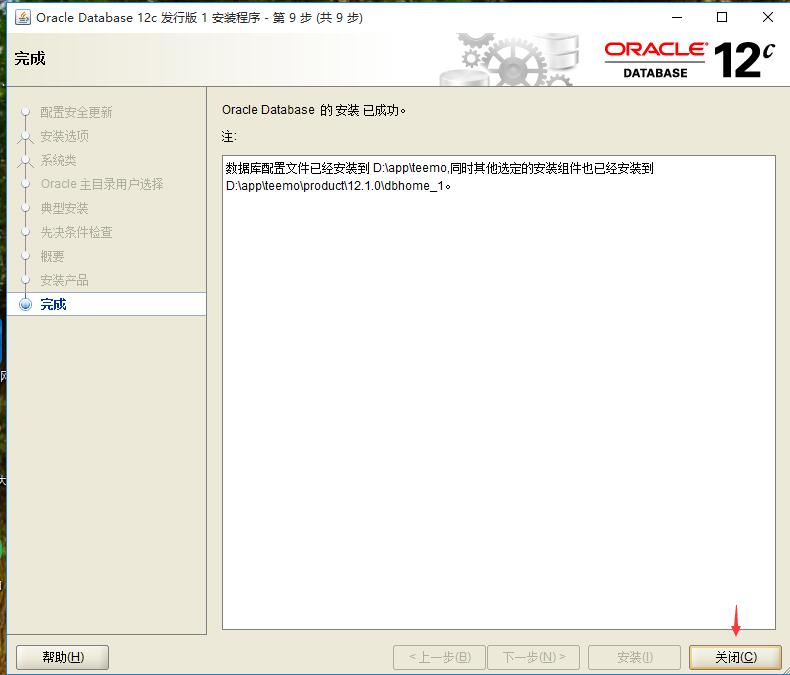 Oracle Database 12c 发行版 1 安装程序 - 第 9 步 (共 9 步)
完成
ORACLE®
DATABASE
12c
配置安全更新
安装选项
系统类
Oracle 主目录用户选择
典型安装
先决条件检查
概要
安装产品
完成
Oracle Database 的 安装 已成功。
注:
数据库配置文件已经安装到 D:\app\teemo,同时其他选定的安装组件也已经安装到
D:\app\teemo\product\12.1.0\dbhome_1。
帮助(H)
< 上一步(B)
下一步(N) >
安装(I)
关闭(C)